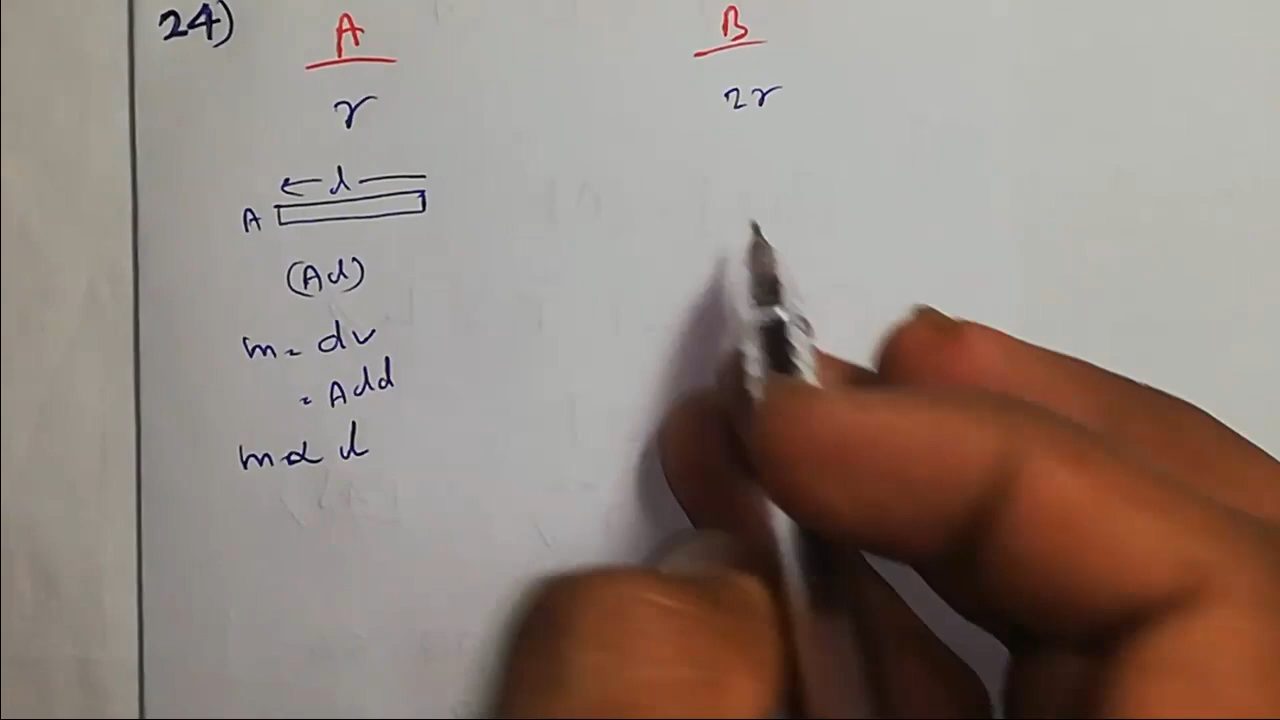 24) A B
r 2r
l
A
(Al)
m = dv
= Ald
m ∝ l